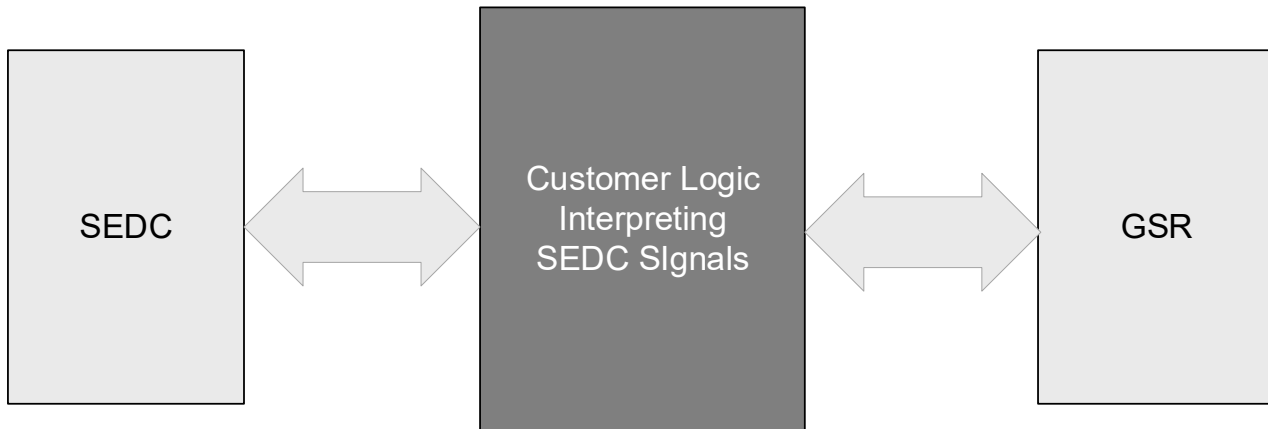 SEDC
Customer Logic
Interpreting
SEDC SIgnals
GSR